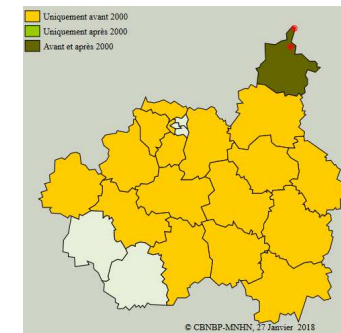 Uniquement avant 2000
Uniquement après 2000
Avant et après 2000
© CBNBP-MNHN, 27 Janvier 2018